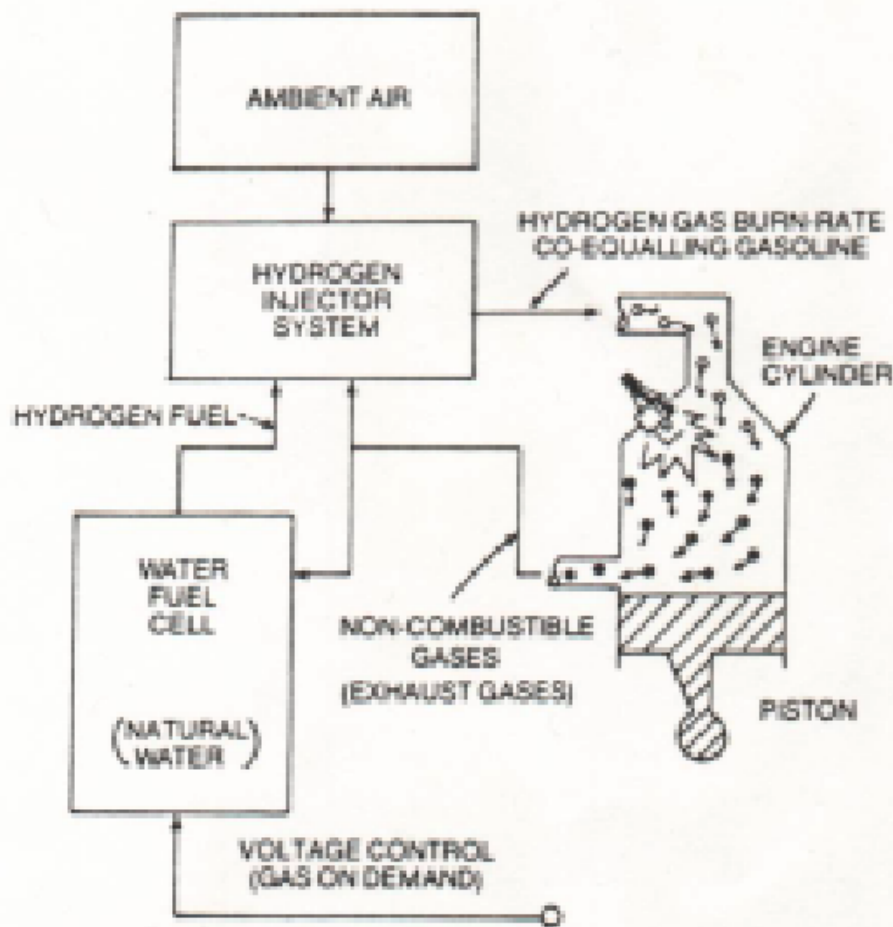 AMBIENT AIR
HYDROGEN
INJECTOR
SYSTEM
HYDROGEN GAS BURN-RATE
CO-EQUALLING GASOLINE
ENGINE
CYLINDER
HYDROGEN FUEL
WATER
FUEL
CELL
(NATURAL
WATER)
NON-COMBUSTIBLE
GASES
(EXHAUST GASES)
PISTON
VOLTAGE CONTROL
(GAS ON DEMAND)